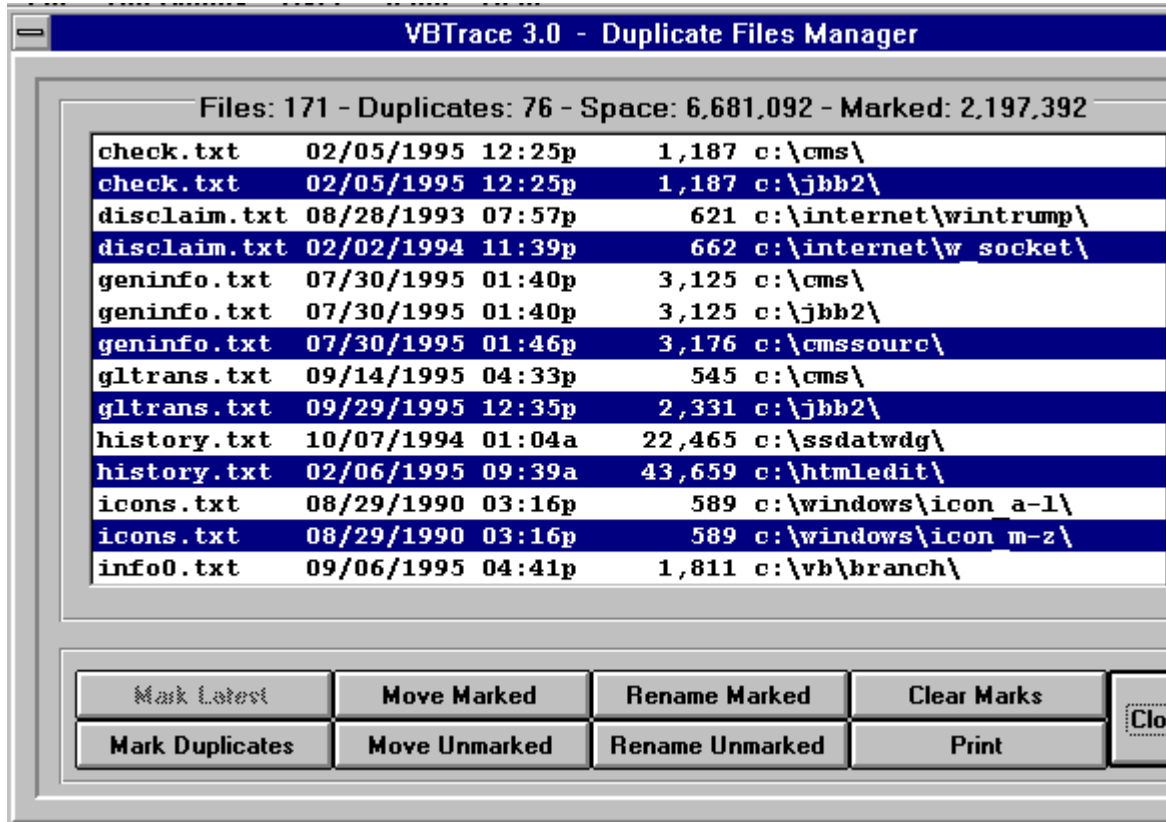 VBTrace 3.0 - Duplicate Files Manager
Files: 171 - Duplicates: 76 - Space: 6,681,092 - Marked: 2,197,392
check.txt 02/05/1995 12:25p 1,187 c:\cms\
check.txt 02/05/1995 12:25p 1,187 c:\jbb2\
disclaim.txt 08/28/1993 07:57p 621 c:\internet\wintrump\
disclaim.txt 02/02/1994 11:39p 662 c:\internet\w_socket\
geninfo.txt 07/30/1995 01:40p 3,125 c:\cms\
geninfo.txt 07/30/1995 01:40p 3,125 c:\jbb2\
geninfo.txt 07/30/1995 01:46p 3,176 c:\cmssourc\
gltrans.txt 09/14/1995 04:33p 545 c:\cms\
gltrans.txt 09/29/1995 12:35p 2,331 c:\jbb2\
history.txt 10/07/1994 01:04a 22,465 c:\ssdatwdg\
history.txt 02/06/1995 09:39a 43,659 c:\htmledit\
icons.txt 08/29/1990 03:16p 589 c:\windows\icon_a-l\
icons.txt 08/29/1990 03:16p 589 c:\windows\icon_m-z\
info0.txt 09/06/1995 04:41p 1,811 c:\vb\branch\
Mark Latest Move Marked Rename Marked Clear Marks
Clo
Mark Duplicates Move Unmarked Rename Unmarked Print